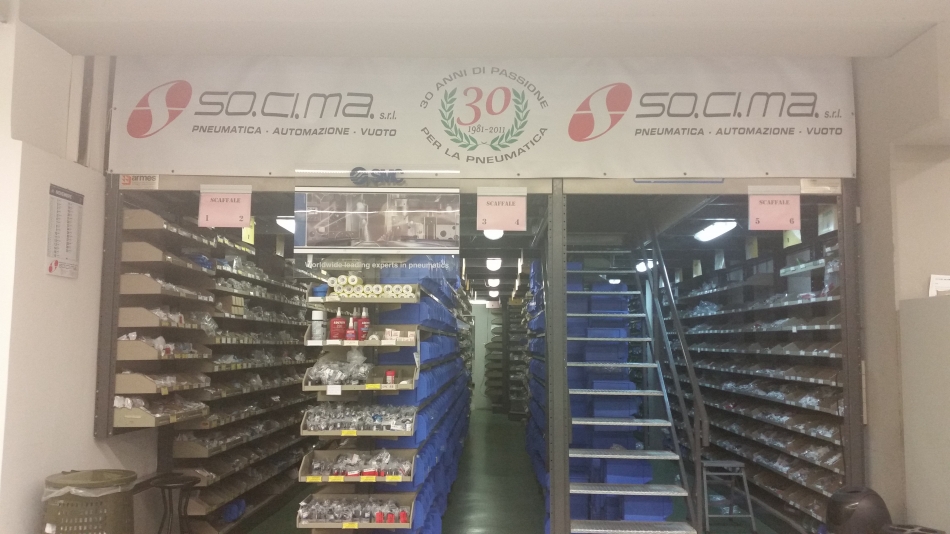 SO.CI.MA. s.r.l.
PNEUMATICA - AUTOMAZIONE - VUOTO
30 ANNI DI PASSIONE
30
1981-2011
PER LA PNEUMATICA
SO.CI.MA. s.r.l.
PNEUMATICA - AUTOMAZIONE - VUOTO
armes
SMC
SCAFFALE
1 2
SCAFFALE
3 4
SCAFFALE
5 6
Worldwide leading experts in pneumatics